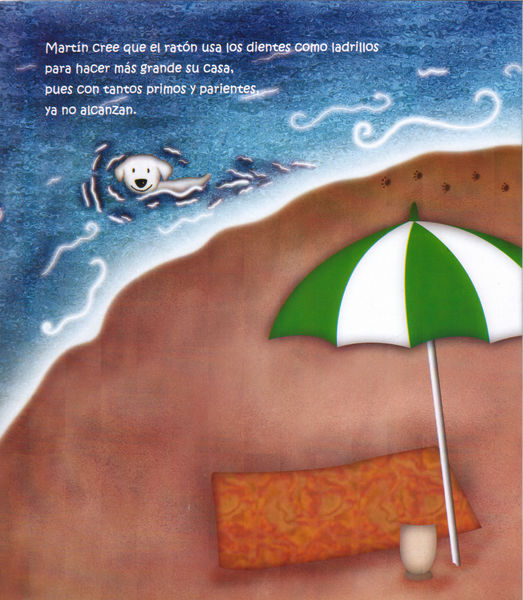 Martín cree que el ratón usa los dientes como ladrillos
para hacer más grande su casa,
pues con tantos primos y parientes,
ya no alcanzan.